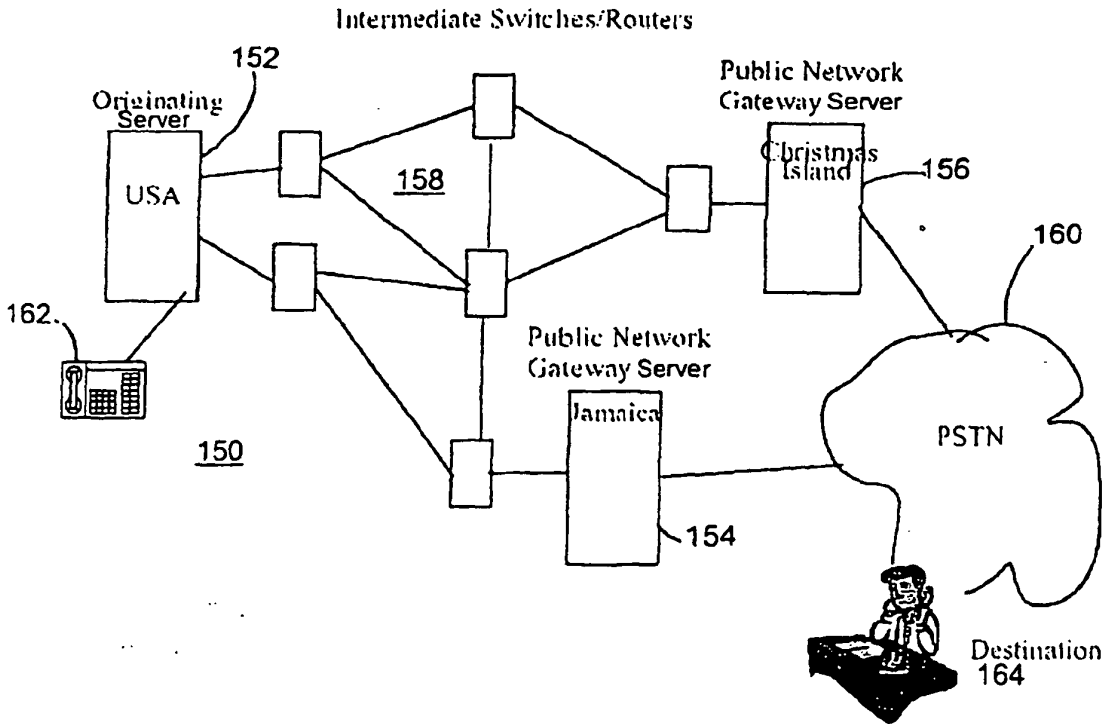 Intermediate Switches/Routers
152
Originating
Server
USA
Public Network
Gateway Server
Christmas
Island
158
156
160
162.
Public Network
Gateway Server
Jamaica
PSTN
150
154
Destination
164